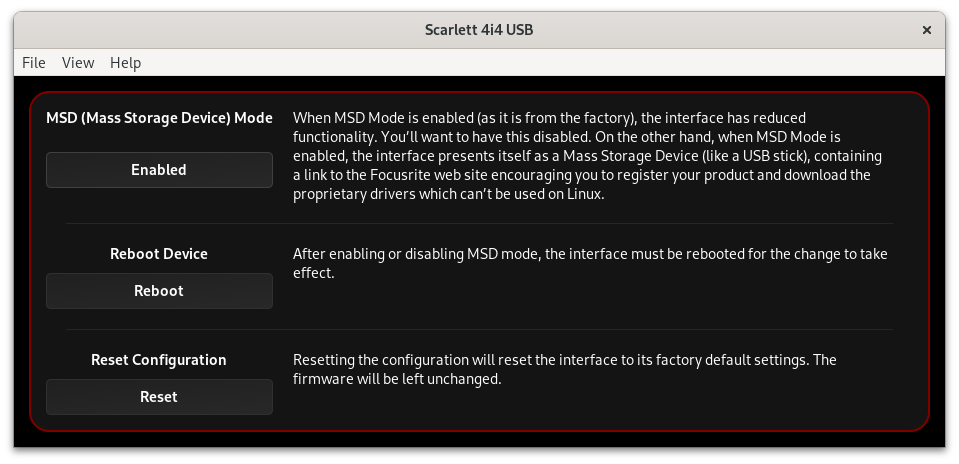 Scarlett 4i4 USB
File View Help
MSD (Mass Storage Device) Mode
Enabled
When MSD Mode is enabled (as it is from the factory), the interface has reduced
functionality. You’ll want to have this disabled. On the other hand, when MSD Mode is
enabled, the interface presents itself as a Mass Storage Device (like a USB stick), containing
a link to the Focusrite web site encouraging you to register your product and download the
proprietary drivers which can’t be used on Linux.
Reboot Device
Reboot
After enabling or disabling MSD mode, the interface must be rebooted for the change to take
effect.
Reset Configuration
Reset
Resetting the configuration will reset the interface to its factory default settings. The
firmware will be left unchanged.